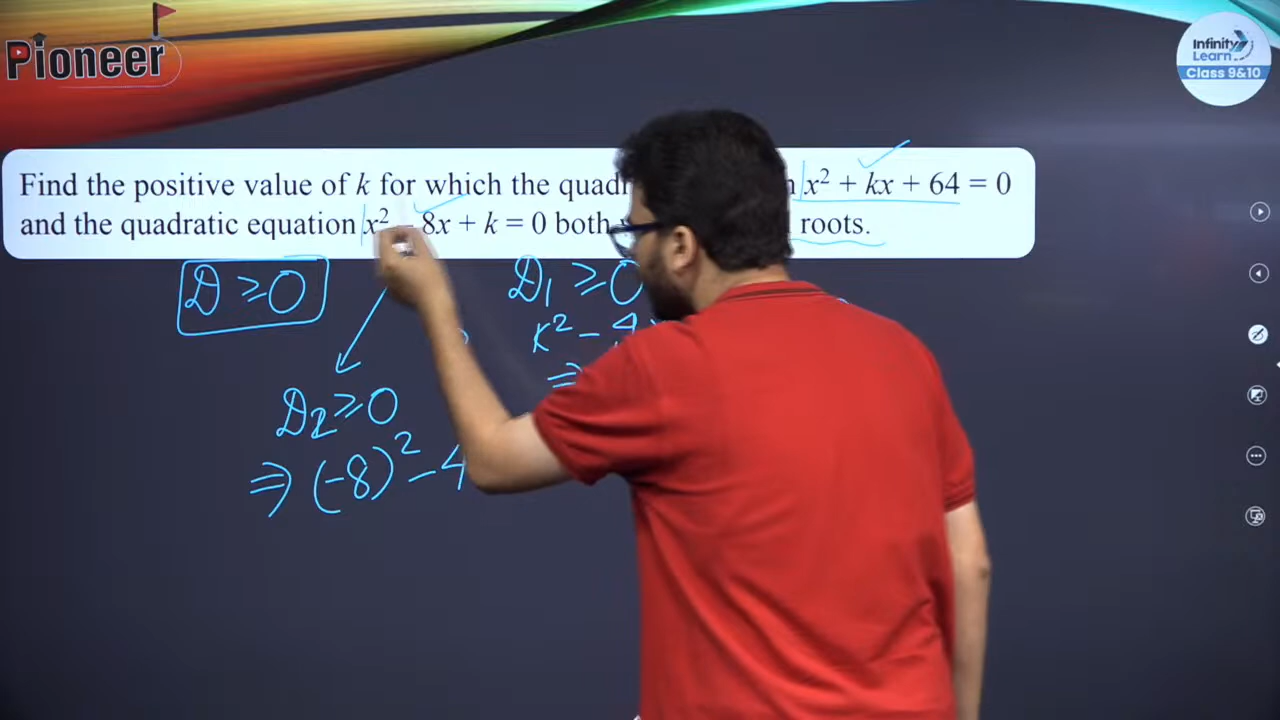 Pioneer
Infinity
Learn
Class 9&10
Find the positive value of k for which the x² + kx + 64 = 0
and the quadratic equation x² - 8x + k = 0 both roots.
D ≥ 0
D₁ ≥ 0
k² - 4
⇒
D₂ ≥ 0
⇒ (-8)² - 4